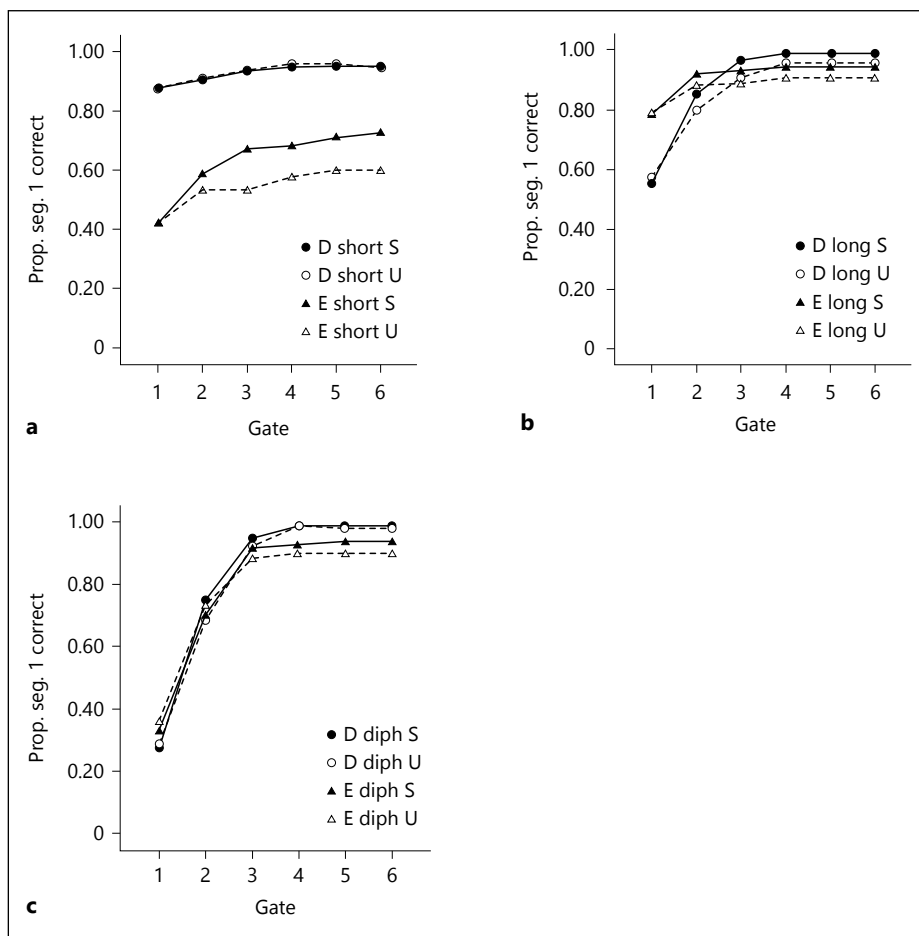 1.00
0.80
0.60
0.40
0.20
0
Prop. seg. 1 correct
D short S
D short U
E short S
E short U
1 2 3 4 5 6
Gate
a
1.00
0.80
0.60
0.40
0.20
0
Prop. seg. 1 correct
D long S
D long U
E long S
E long U
1 2 3 4 5 6
Gate
b
1.00
0.80
0.60
0.40
0.20
0
Prop. seg. 1 correct
D diph S
D diph U
E diph S
E diph U
1 2 3 4 5 6
Gate
c